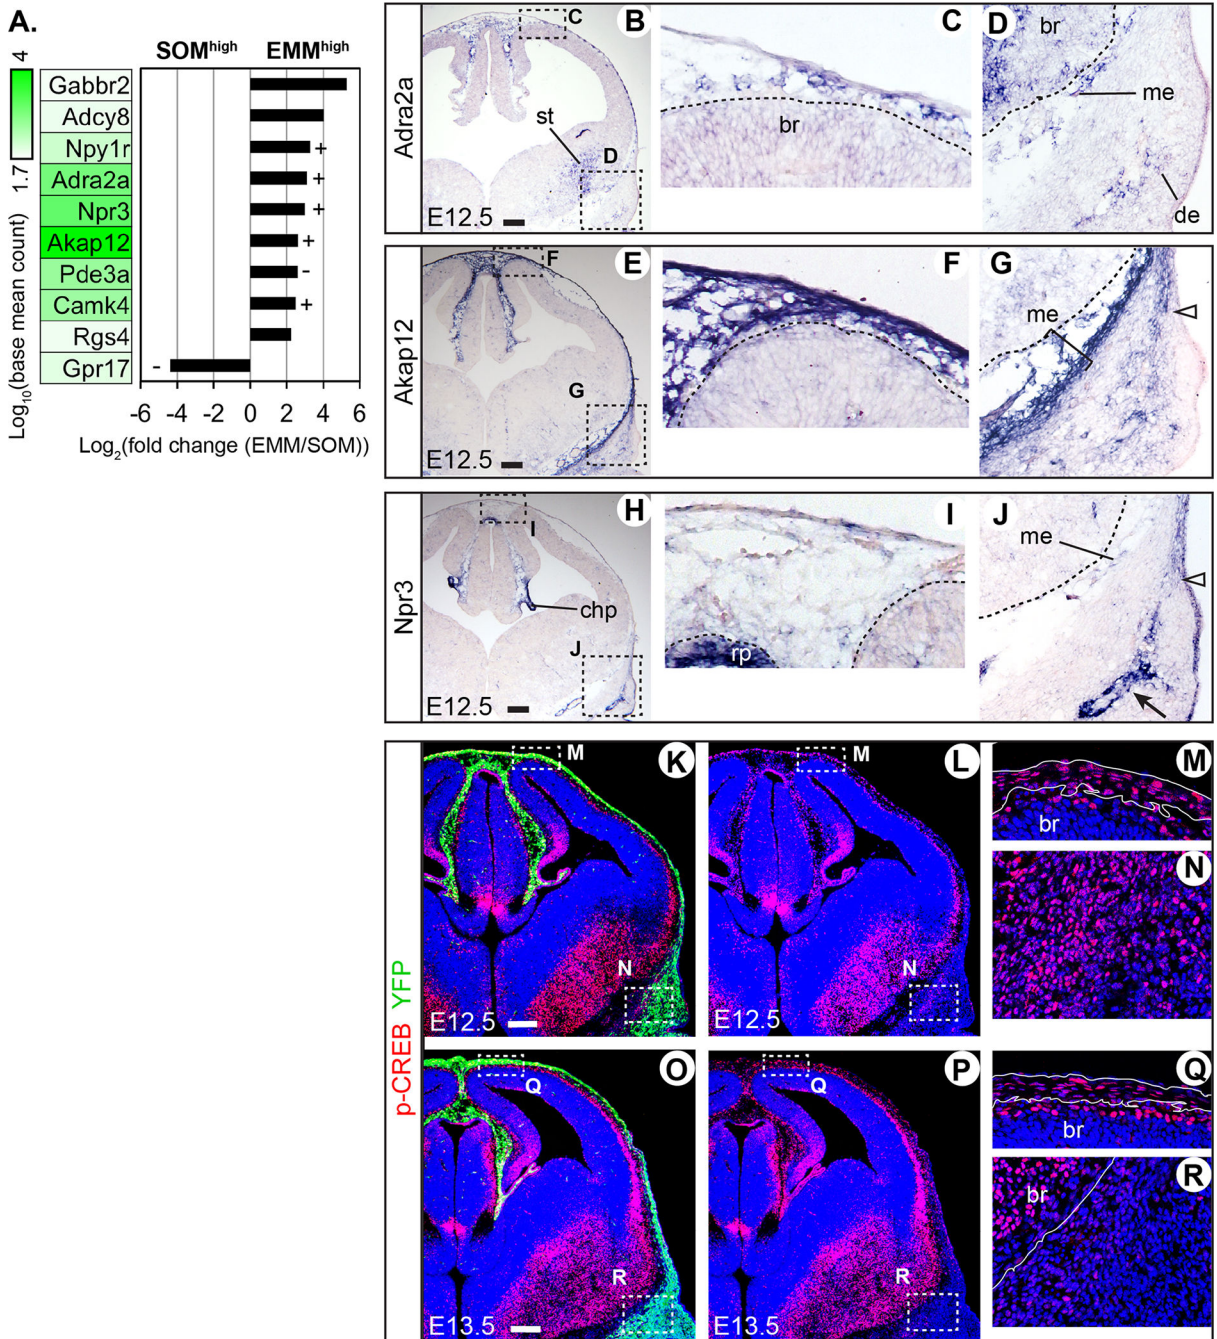 A.
SOMhigh EMMhigh
4
1.7
Log10(base mean count)
Gabbr2
Adcy8
Npy1r +
Adra2a +
Npr3 +
Akap12 +
Pde3a -
Camk4 +
Rgs4
Gpr17 -
-6 -4 -2 0 2 4 6
Log2(fold change (EMM/SOM))
Adra2a
B
C
st
D
E12.5
C
br
D
br
me
de
Akap12
E
F
G
E12.5
F
G
me
Npr3
H
I
chp
J
E12.5
I
rp
J
me
p-CREB YFP
K
M
N
E12.5
L
M
N
E12.5
M
br
N
O
Q
R
E13.5
P
Q
R
E13.5
Q
br
R
br